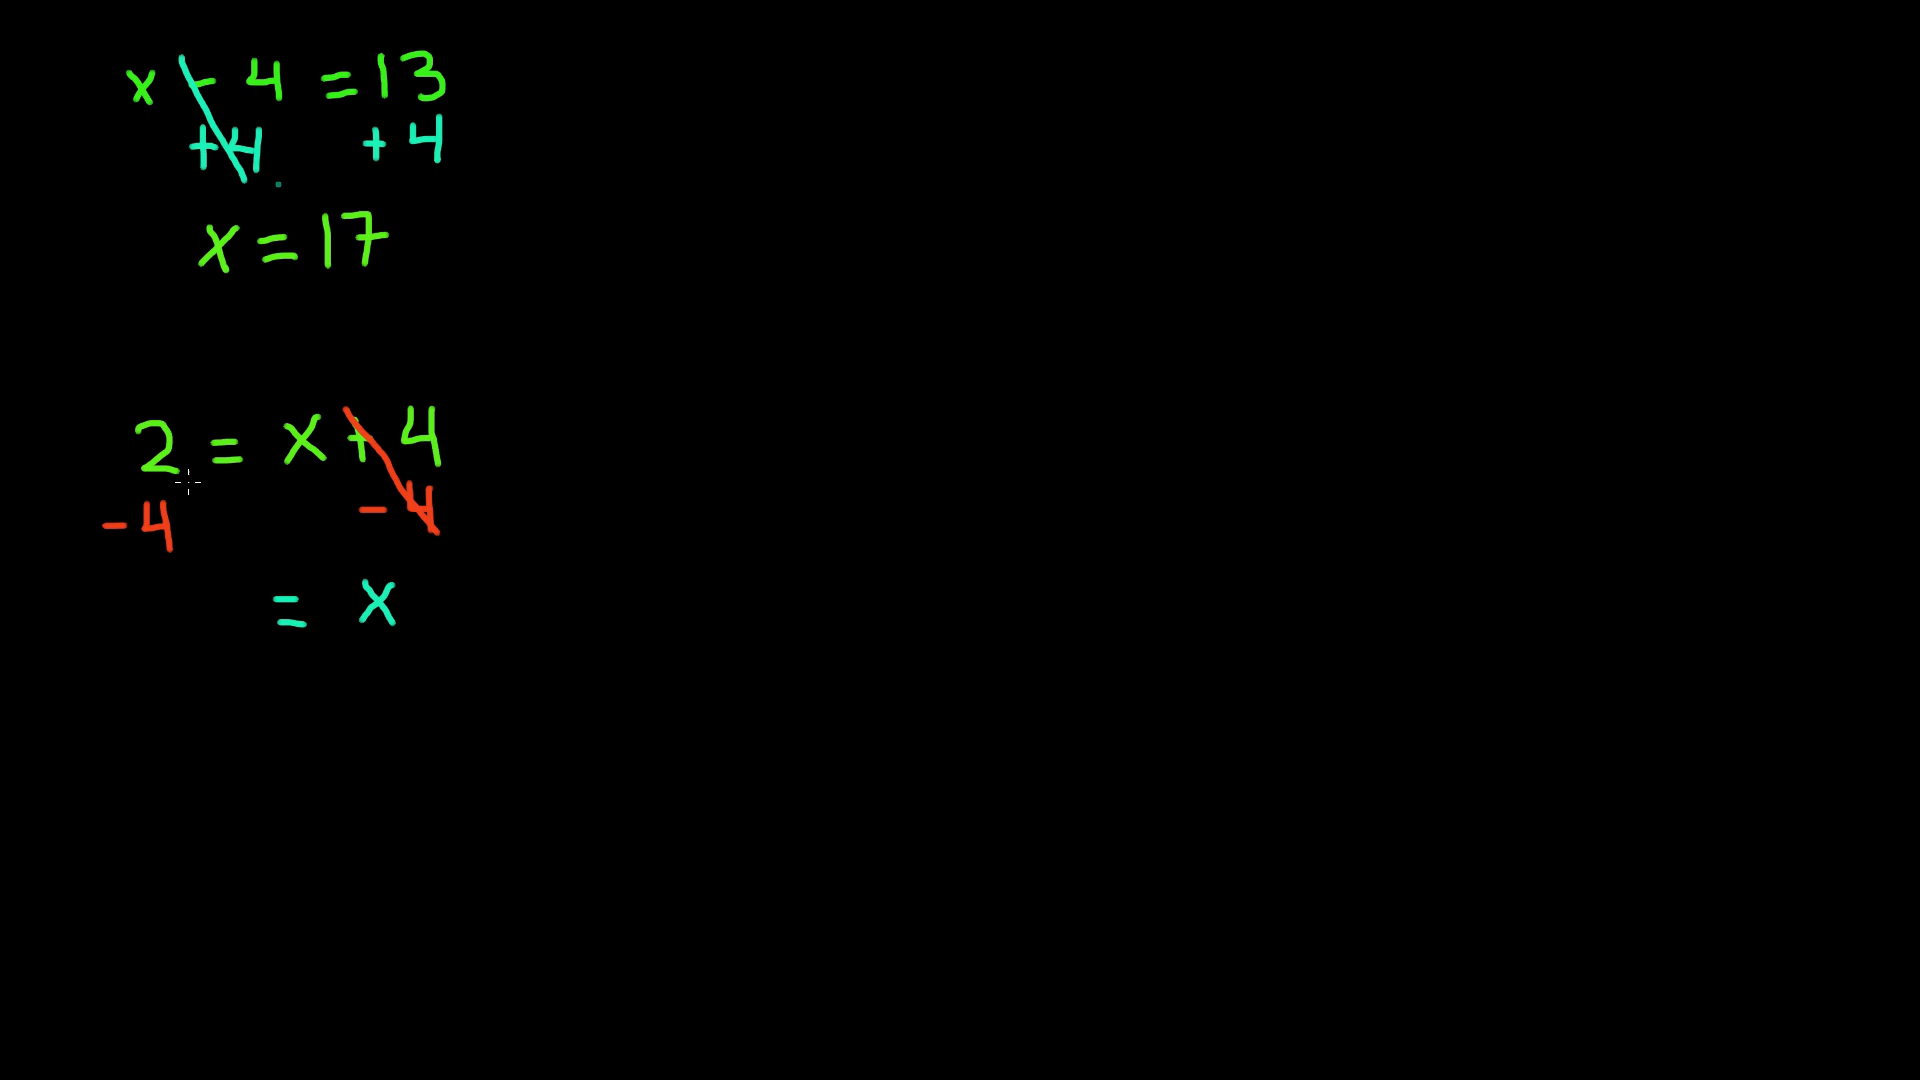 x - 4 = 13
+4 +4
x = 17
2 = x + 4
-4 -4
= x